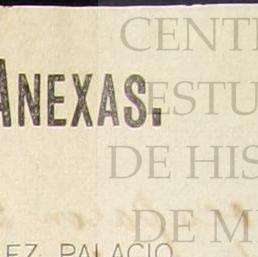 CENT
ANEXAS.
ESTU
DE HIS
DE M
EZ PALACIO